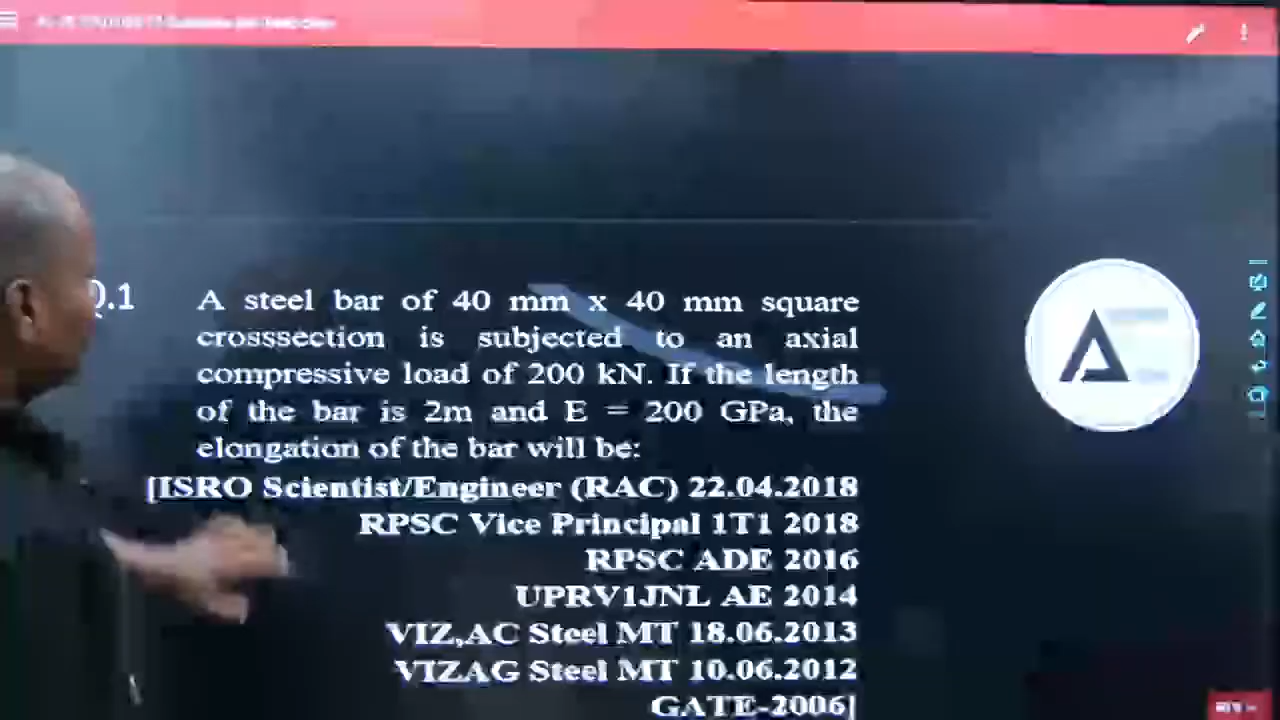 Q.1 A steel bar of 40 mm x 40 mm square
crosssection is subjected to an axial
compressive load of 200 kN. If the length
of the bar is 2m and E = 200 GPa, the
elongation of the bar will be:
[ISRO Scientist/Engineer (RAC) 22.04.2018
RPSC Vice Principal 1T1 2018
RPSC ADE 2016
UPRV1JNL AE 2014
VIZ,AC Steel MT 18.06.2013
VIZAG Steel MT 10.06.2012
GATE-2006]